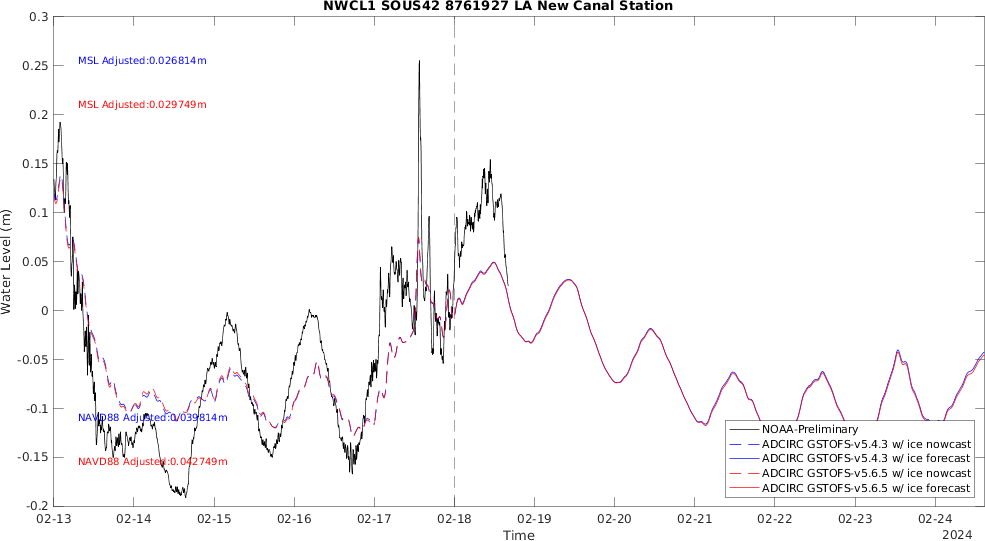 NWCL1 SOUS42 8761927 LA New Canal Station
0.3
0.25
0.2
0.15
0.1
0.05
0
-0.05
-0.1
-0.15
-0.2
Water Level (m)
MSL Adjusted:0.026814m
MSL Adjusted:0.029749m
NAVD88 Adjusted:0.039814m
NAVD88 Adjusted:0.042749m
NOAA-Preliminary
ADCIRC GSTOFS-v5.4.3 w/ ice nowcast
ADCIRC GSTOFS-v5.4.3 w/ ice forecast
ADCIRC GSTOFS-v5.6.5 w/ ice nowcast
ADCIRC GSTOFS-v5.6.5 w/ ice forecast
02-13 02-14 02-15 02-16 02-17 02-18 02-19 02-20 02-21 02-22 02-23 02-24
Time
2024